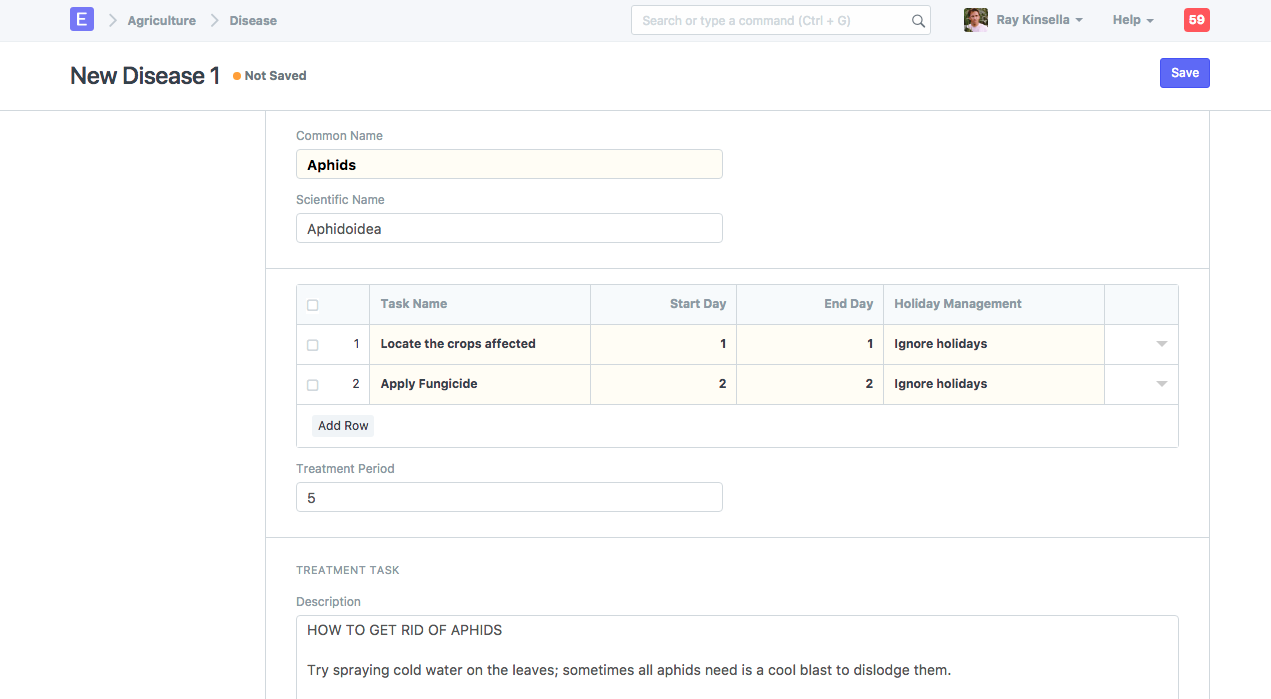 E Agriculture Disease Search or type a command (Ctrl + G) Ray Kinsella Help 59
New Disease 1 Not Saved Save
Common Name
Aphids
Scientific Name
Aphidoidea
Task Name Start Day End Day Holiday Management
1 Locate the crops affected 1 1 Ignore holidays
2 Apply Fungicide 2 2 Ignore holidays
Add Row
Treatment Period
5
TREATMENT TASK
Description
HOW TO GET RID OF APHIDS
Try spraying cold water on the leaves; sometimes all aphids need is a cool blast to dislodge them.